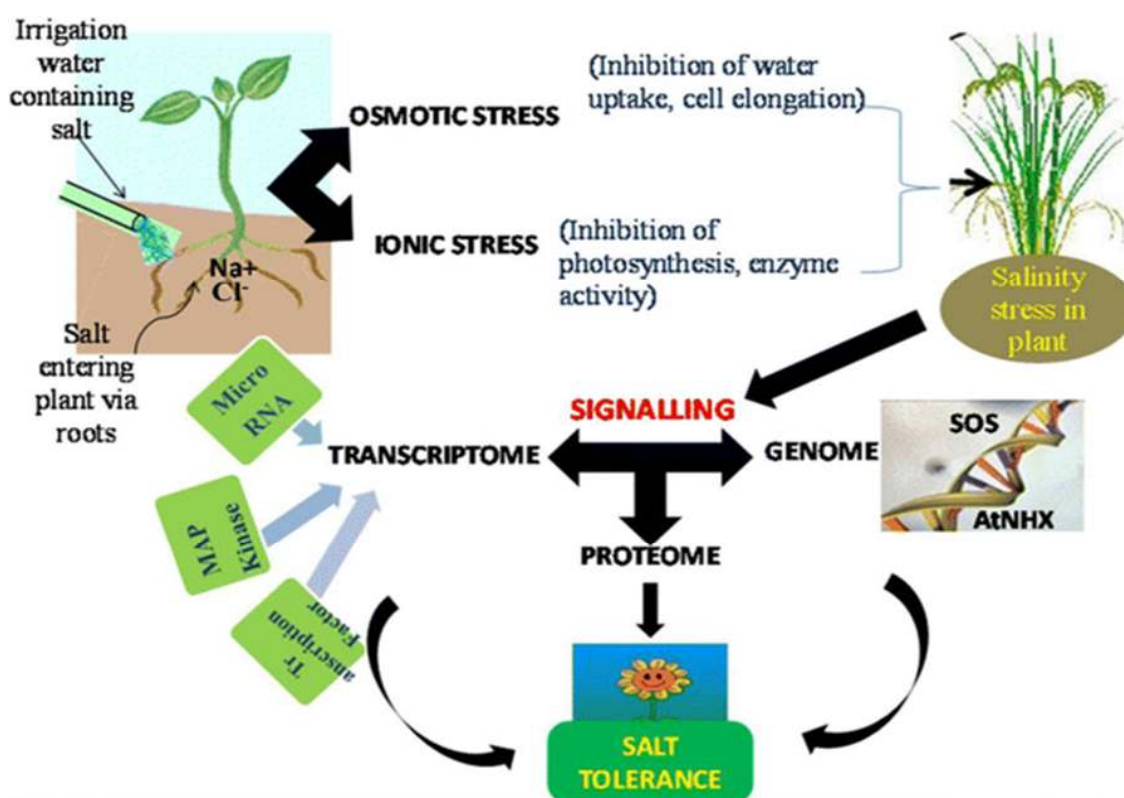 Irrigation
water
containing
salt
OSMOTIC STRESS
(Inhibition of water
uptake, cell elongation)
IONIC STRESS
(Inhibition of
photosynthesis, enzyme
activity)
Na+
Cl-
Salt
entering
plant via
roots
Salinity
stress in
plant
SIGNALLING
Micro
RNA
TRANSCRIPTOME
GENOME
SOS
AtNHX
MAP
Kinase
PROTEOME
Tr
anscription
Factor
SALT
TOLERANCE